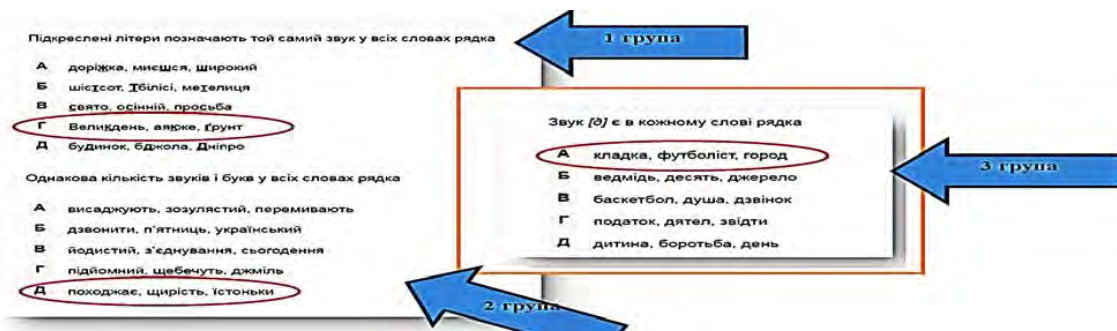 Підкреслені літери позначають той самий звук у всіх словах рядка
1 група
А доріжка, миєшся, широкий
Б шістсот, Тбілісі, метелиця
В свято, осінній, просьба
Г Великдень, аякже, ґрунт
Д будинок, бджола, Дніпро
Однакова кількість звуків і букв у всіх словах рядка
А висаджують, зозулястий, перемивають
Б дзвонити, п'ятниць, український
В йодистий, з'єднування, сьогодення
Г підйомний, щебечуть, джміль
Д походжає, щирість, їстоньки
2 група
Звук [д] є в кожному слові рядка
А кладка, футболіст, город
Б ведмідь, десять, джерело
В баскетбол, душа, дзвінок
Г податок, дятел, звідти
Д дитина, боротьба, день
3 група